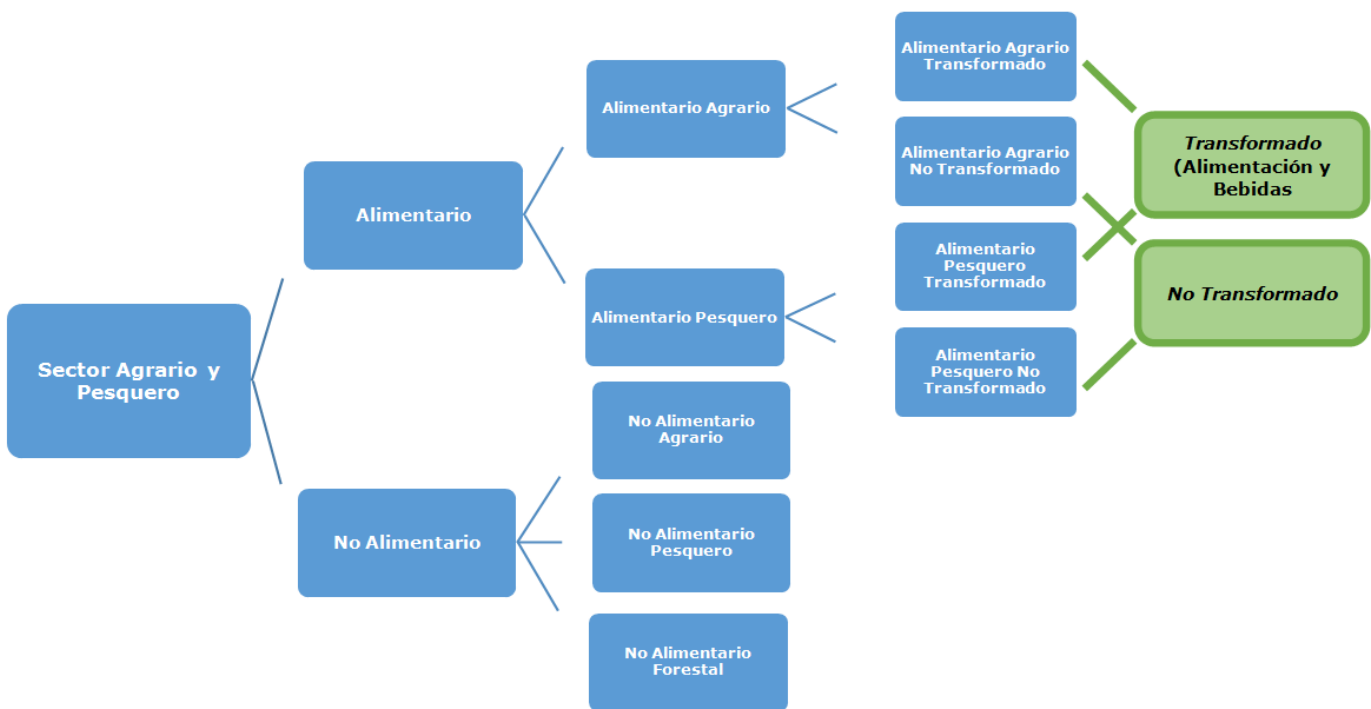 Sector Agrario y
Pesquero
Alimentario
No Alimentario
Alimentario Agrario
Alimentario Pesquero
No Alimentario
Agrario
No Alimentario
Pesquero
No Alimentario
Forestal
Alimentario Agrario
Transformado
Alimentario Agrario
No Transformado
Alimentario
Pesquero
Transformado
Alimentario
Pesquero No
Transformado
Transformado
(Alimentación y
Bebidas
No Transformado